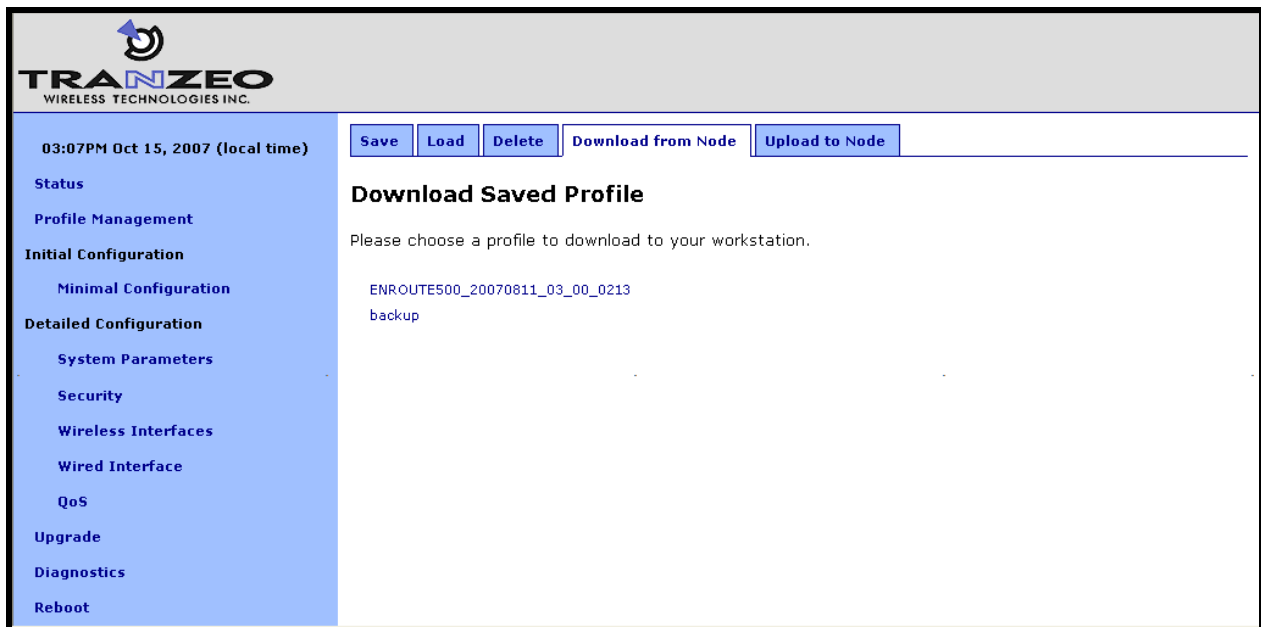 TRANZEO
WIRELESS TECHNOLOGIES INC.
03:07PM Oct 15, 2007 (local time)
Status
Profile Management
Initial Configuration
Minimal Configuration
Detailed Configuration
System Parameters
Security
Wireless Interfaces
Wired Interface
QoS
Upgrade
Diagnostics
Reboot
Save Load Delete Download from Node Upload to Node
Download Saved Profile
Please choose a profile to download to your workstation.
ENROUTE500_20070811_03_00_0213
backup